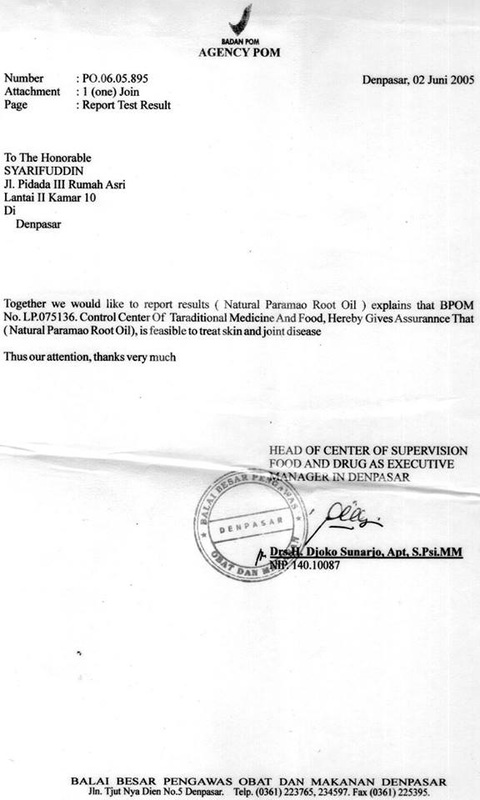 BADAN POM
AGENCY POM
Number : PO.06.05.895 Denpasar, 02 Juni 2005
Attachment : 1 (one) Join
Page : Report Test Result
To The Honorable
SYARIFUDDIN
Jl. Pidada III Rumah Asri
Lantai II Kamar 10
Di
Denpasar
Together we would like to report results ( Natural Paramao Root Oil ) explains that BPOM
No. LP.075136. Control Center Of Taraditional Medicine And Food, Hereby Gives Assurannce That
(Natural Paramao Root Oil), is feasible to treat skin and joint disease
Thus our attention, thanks very much
HEAD OF CENTER OF SUPERVISION
FOOD AND DRUG AS EXECUTIVE
MANAGER IN DENPASAR
BALAI BESAR PENGAWAS
DENPASAR
OBAT DAN MAKANAN
Drs.H. Djoko Sunarjo, Apt, S.Psi.MM
NIP. 140.10087
BALAI BESAR PENGAWAS OBAT DAN MAKANAN DENPASAR
Jln. Tjut Nya Dien No.5 Denpasar. Telp. (0361) 223765, 234597. Fax (0361) 225395.